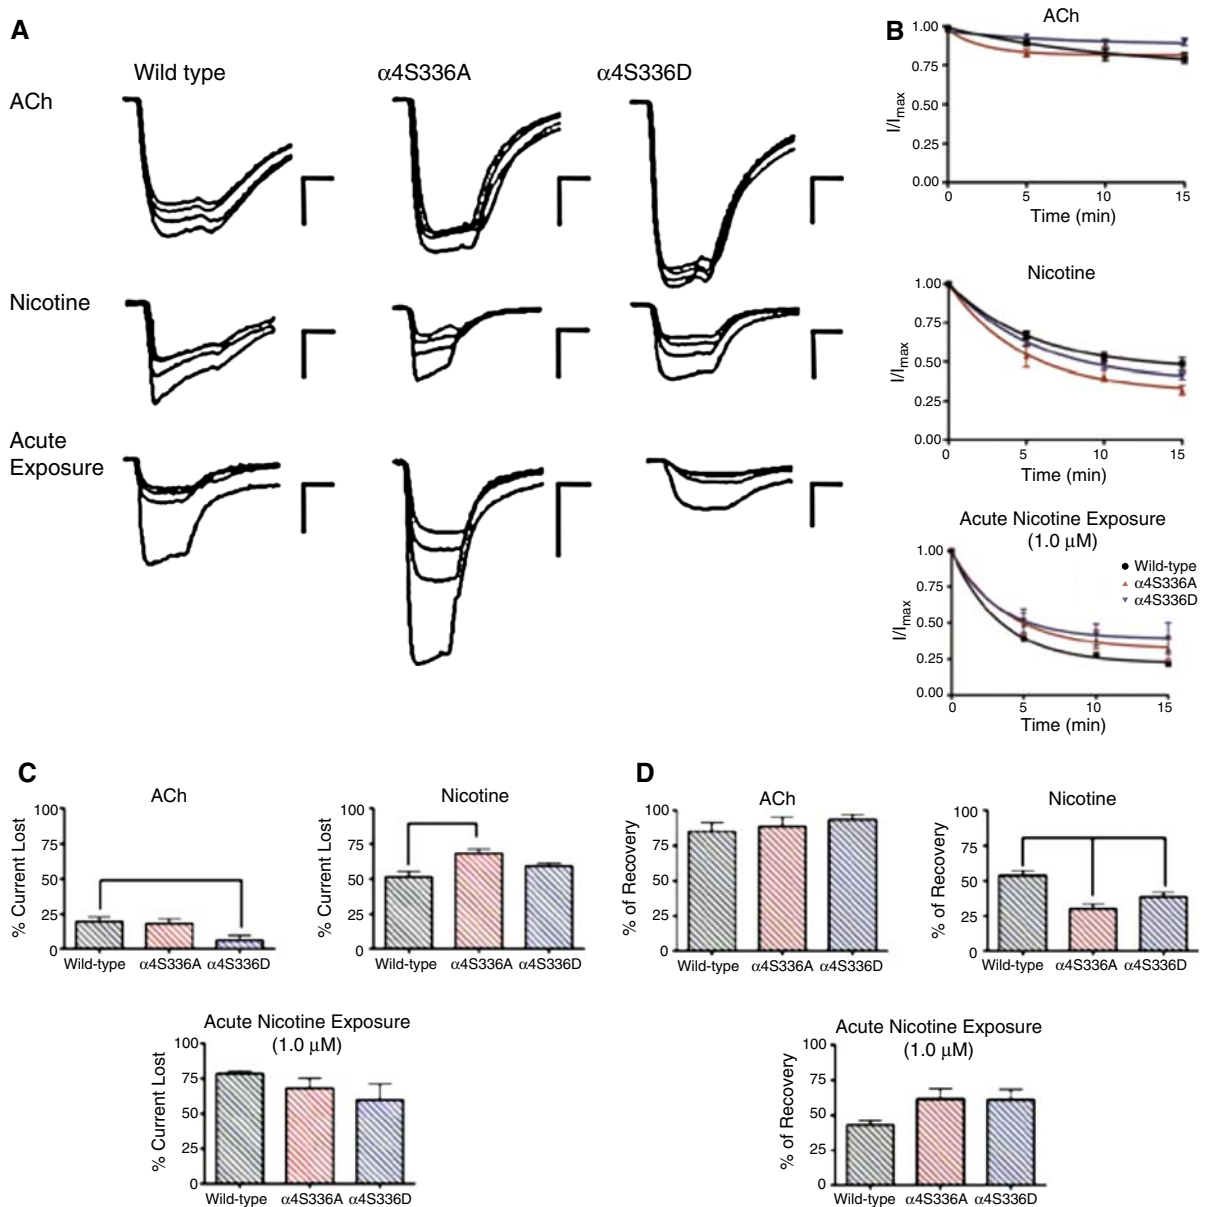 A
Wild type
α4S336A
α4S336D
ACh
Nicotine
Acute
Exposure
B
ACh
1.00
0.75
0.50
0.25
0.00
I/Imax
0
5
10
15
Time (min)
Nicotine
1.00
0.75
0.50
0.25
0.00
I/Imax
0
5
10
15
Time (min)
Acute Nicotine Exposure
(1.0 μM)
1.00
0.75
0.50
0.25
0.00
I/Imax
Wild-type
α4S336A
α4S336D
0
5
10
15
Time (min)
C
ACh
100
75
50
25
0
% Current Lost
Wild-type
α4S336A
α4S336D
Nicotine
100
75
50
25
0
% Current Lost
Wild-type
α4S336A
α4S336D
Acute Nicotine Exposure
(1.0 μM)
100
75
50
25
0
% Current Lost
Wild-type
α4S336A
α4S336D
D
ACh
100
75
50
25
0
% of Recovery
Wild-type
α4S336A
α4S336D
Nicotine
100
75
50
25
0
% of Recovery
Wild-type
α4S336A
α4S336D
Acute Nicotine Exposure
(1.0 μM)
100
75
50
25
0
% of Recovery
Wild-type
α4S336A
α4S336D